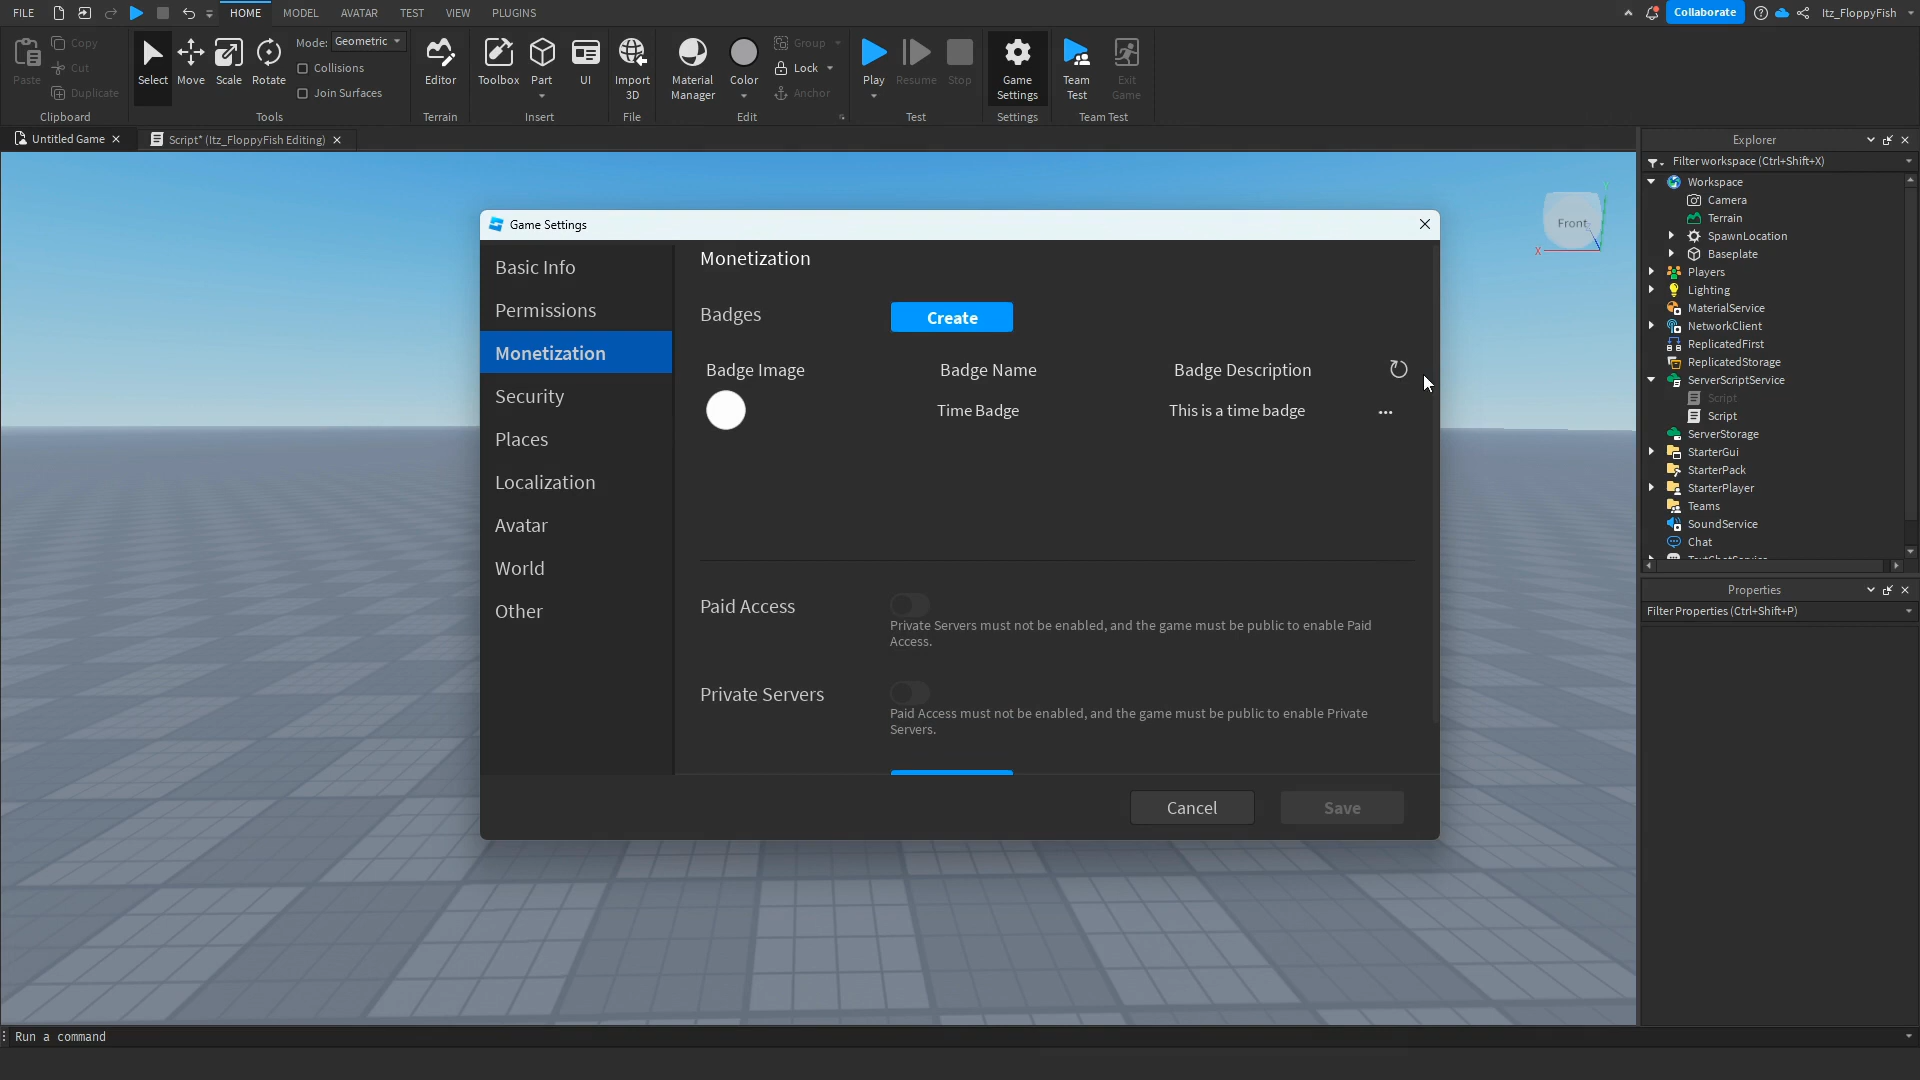 FILE HOME MODEL AVATAR TEST VIEW PLUGINS Collaborate Itz_FloppyFish
Paste Copy Cut Duplicate Clipboard
Select Move Scale Rotate Mode: Geometric Collisions Join Surfaces Tools
Editor Terrain
Toolbox Part UI Insert
Import 3D File
Material Manager Color Group Lock Anchor Edit
Play Resume Stop Test
Game Settings Settings
Team Test Exit Game Team Test
Untitled Game Script* (Itz_FloppyFish Editing)
Front
X
Game Settings
Basic Info
Permissions
Monetization
Security
Places
Localization
Avatar
World
Other
Monetization
Badges Create
Badge Image Badge Name Badge Description
Time Badge This is a time badge ...
Paid Access
Private Servers must not be enabled, and the game must be public to enable Paid
Access.
Private Servers
Paid Access must not be enabled, and the game must be public to enable Private
Servers.
Cancel Save
Explorer
Filter workspace (Ctrl+Shift+X)
Workspace
Camera
Terrain
SpawnLocation
Baseplate
Players
Lighting
MaterialService
NetworkClient
ReplicatedFirst
ReplicatedStorage
ServerScriptService
Script
Script
ServerStorage
StarterGui
StarterPack
StarterPlayer
Teams
SoundService
Chat
Properties
Filter Properties (Ctrl+Shift+P)
Run a command